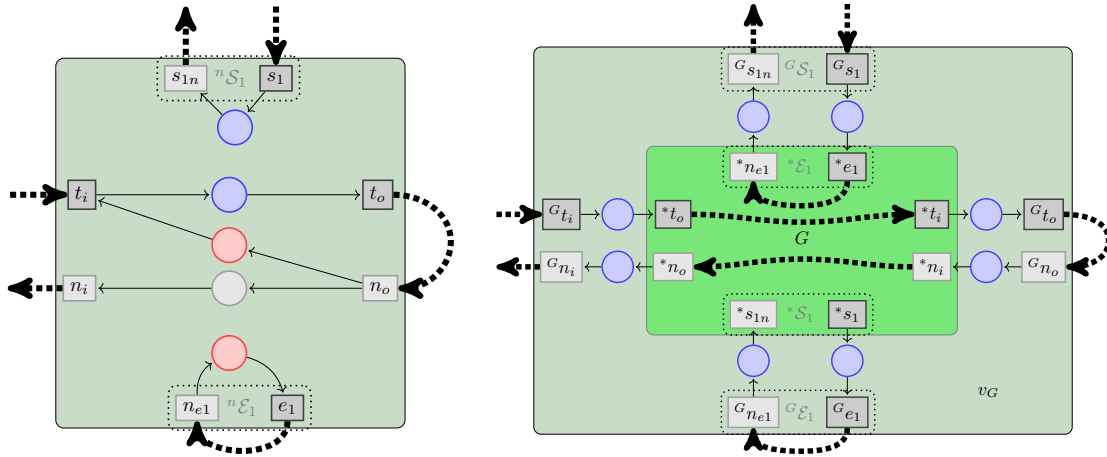 s₁ₙ ⁿS₁ s₁
tᵢ tₒ
nᵢ nₒ
nₑ₁ ⁿℰ₁ e₁
ᴳs₁ₙ ᴳS₁ ᴳs₁
*nₑ₁ *ℰ₁ *e₁
ᴳtᵢ *tₒ *tᵢ ᴳtₒ
G
ᴳnᵢ *nₒ *nᵢ ᴳnₒ
*s₁ₙ *S₁ *s₁
v_G
ᴳnₑ₁ ᴳℰ₁ ᴳe₁